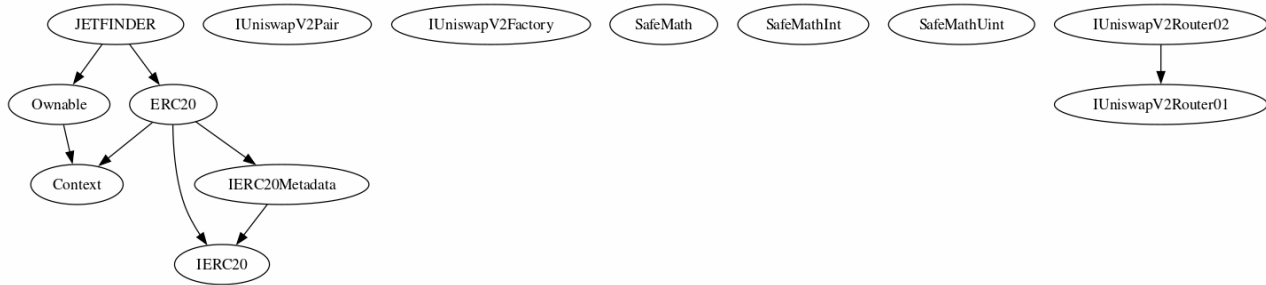 JETFINDER
IUniswapV2Pair
IUniswapV2Factory
SafeMath
SafeMathInt
SafeMathUint
IUniswapV2Router02
Ownable
ERC20
IUniswapV2Router01
Context
IERC20Metadata
IERC20